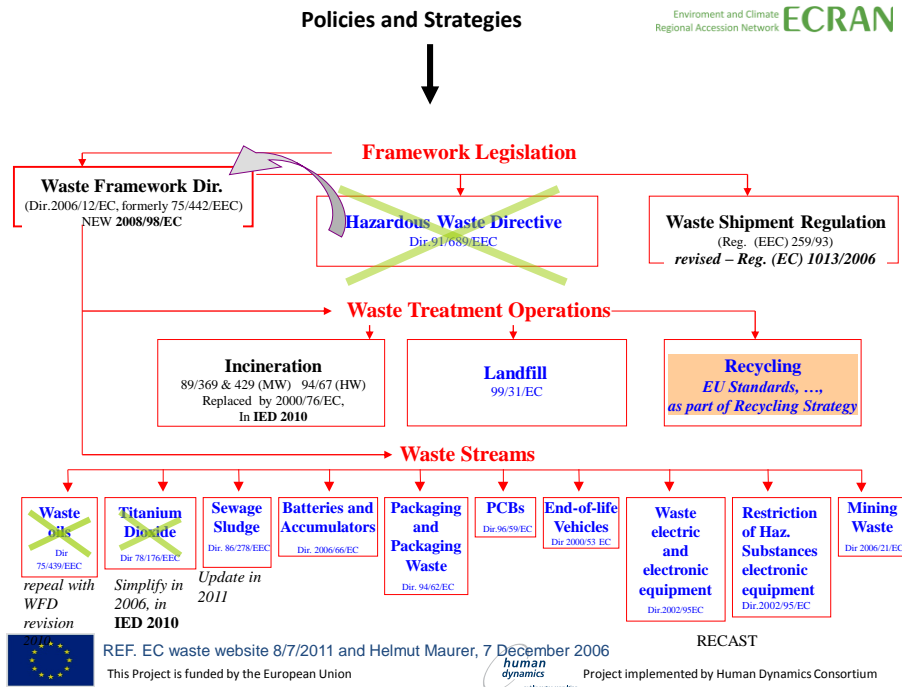 Policies and Strategies
Enviroment and Climate
Regional Accession Network ECRAN
Framework Legislation
Waste Framework Dir.
(Dir.2006/12/EC, formerly 75/442/EEC)
NEW 2008/98/EC
Hazardous Waste Directive
Dir.91/689/EEC
Waste Shipment Regulation
(Reg. (EEC) 259/93)
revised – Reg. (EC) 1013/2006
Waste Treatment Operations
Incineration
89/369 & 429 (MW) 94/67 (HW)
Replaced by 2000/76/EC,
In IED 2010
Landfill
99/31/EC
Recycling
EU Standards, …,
as part of Recycling Strategy
Waste Streams
Waste
oils
Dir
75/439/EEC
repeal with
WFD
revision
2010
Titanium
Dioxide
Dir 78/176/EEC
Simplify in
2006, in
IED 2010
Sewage
Sludge
Dir. 86/278/EEC
Update in
2011
Batteries and
Accumulators
Dir. 2006/66/EC
Packaging
and
Packaging
Waste
Dir. 94/62/EC
PCBs
Dir.96/59/EC
End-of-life
Vehicles
Dir 2000/53 EC
Waste
electric
and
electronic
equipment
Dir.2002/95EC
Restriction
of Haz.
Substances
electronic
equipment
Dir.2002/95/EC
Mining
Waste
Dir 2006/21/EC
RECAST
REF. EC waste website 8/7/2011 and Helmut Maurer, 7 December 2006
This Project is funded by the European Union
human
dynamics
Project implemented by Human Dynamics Consortium